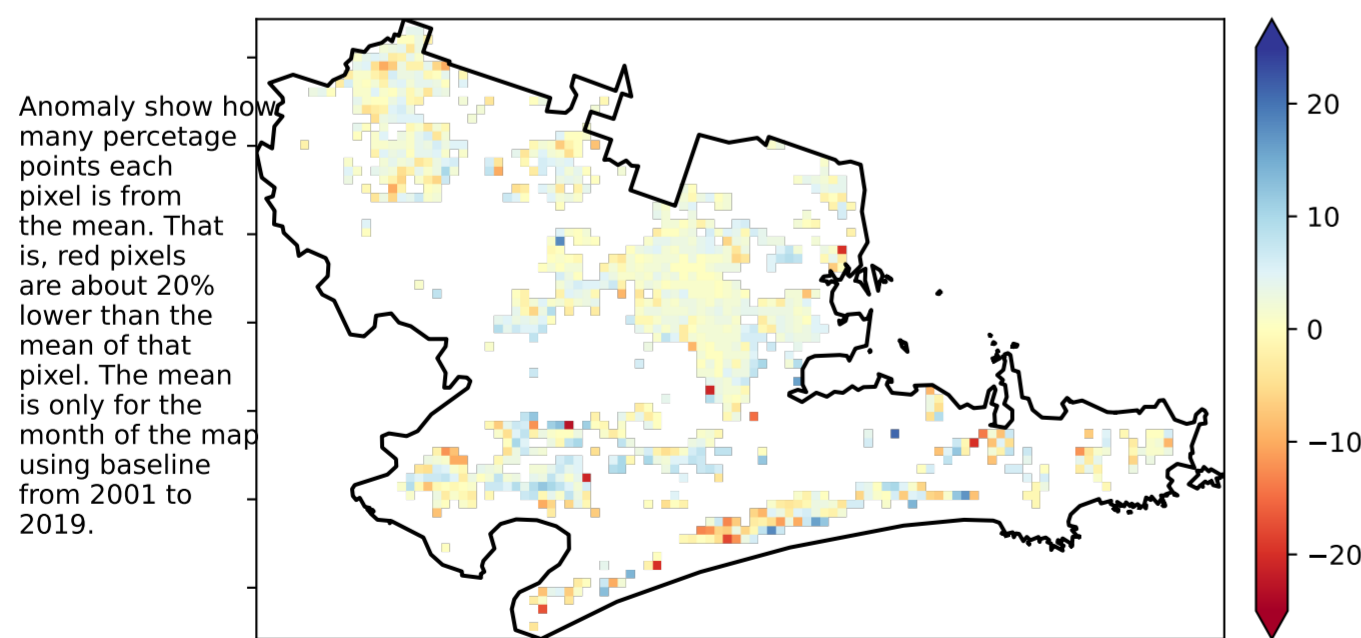 Anomaly show how
many percetage
points each
pixel is from
the mean. That
is, red pixels
are about 20%
lower than the
mean of that
pixel. The mean
is only for the
month of the map
using baseline
from 2001 to
2019.
20
10
0
−10
−20